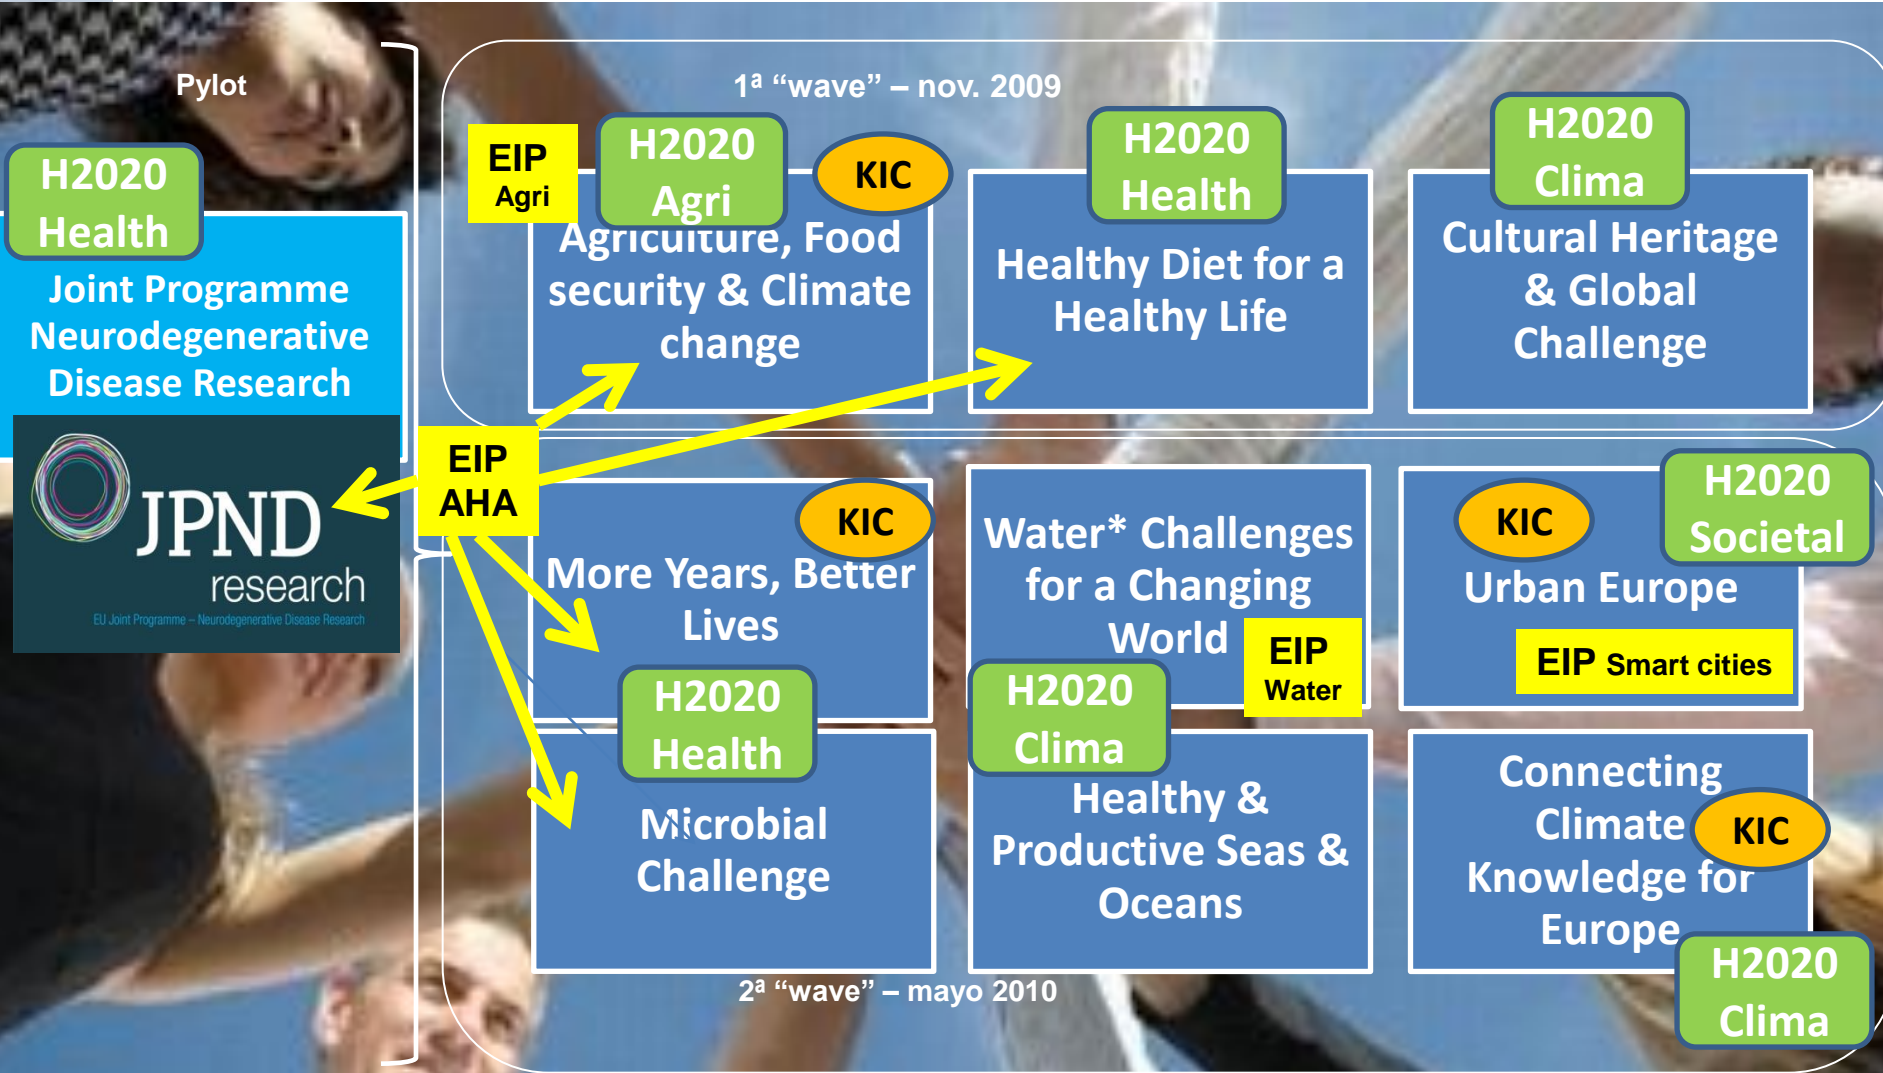 Pylot
H2020
Health
Joint Programme
Neurodegenerative
Disease Research
JPND
research
EU Joint Programme – Neurodegenerative Disease Research
EIP
AHA
1ª “wave” – nov. 2009
EIP
Agri
H2020
Agri
KIC
Agriculture, Food
security & Climate
change
H2020
Health
Healthy Diet for a
Healthy Life
H2020
Clima
Cultural Heritage
& Global
Challenge
KIC
More Years, Better
Lives
Water* Challenges
for a Changing
World
EIP
Water
KIC
H2020
Societal
Urban Europe
EIP Smart cities
H2020
Health
Microbial
Challenge
H2020
Clima
Healthy &
Productive Seas &
Oceans
Connecting
Climate
Knowledge for
Europe
KIC
H2020
Clima
2ª “wave” – mayo 2010